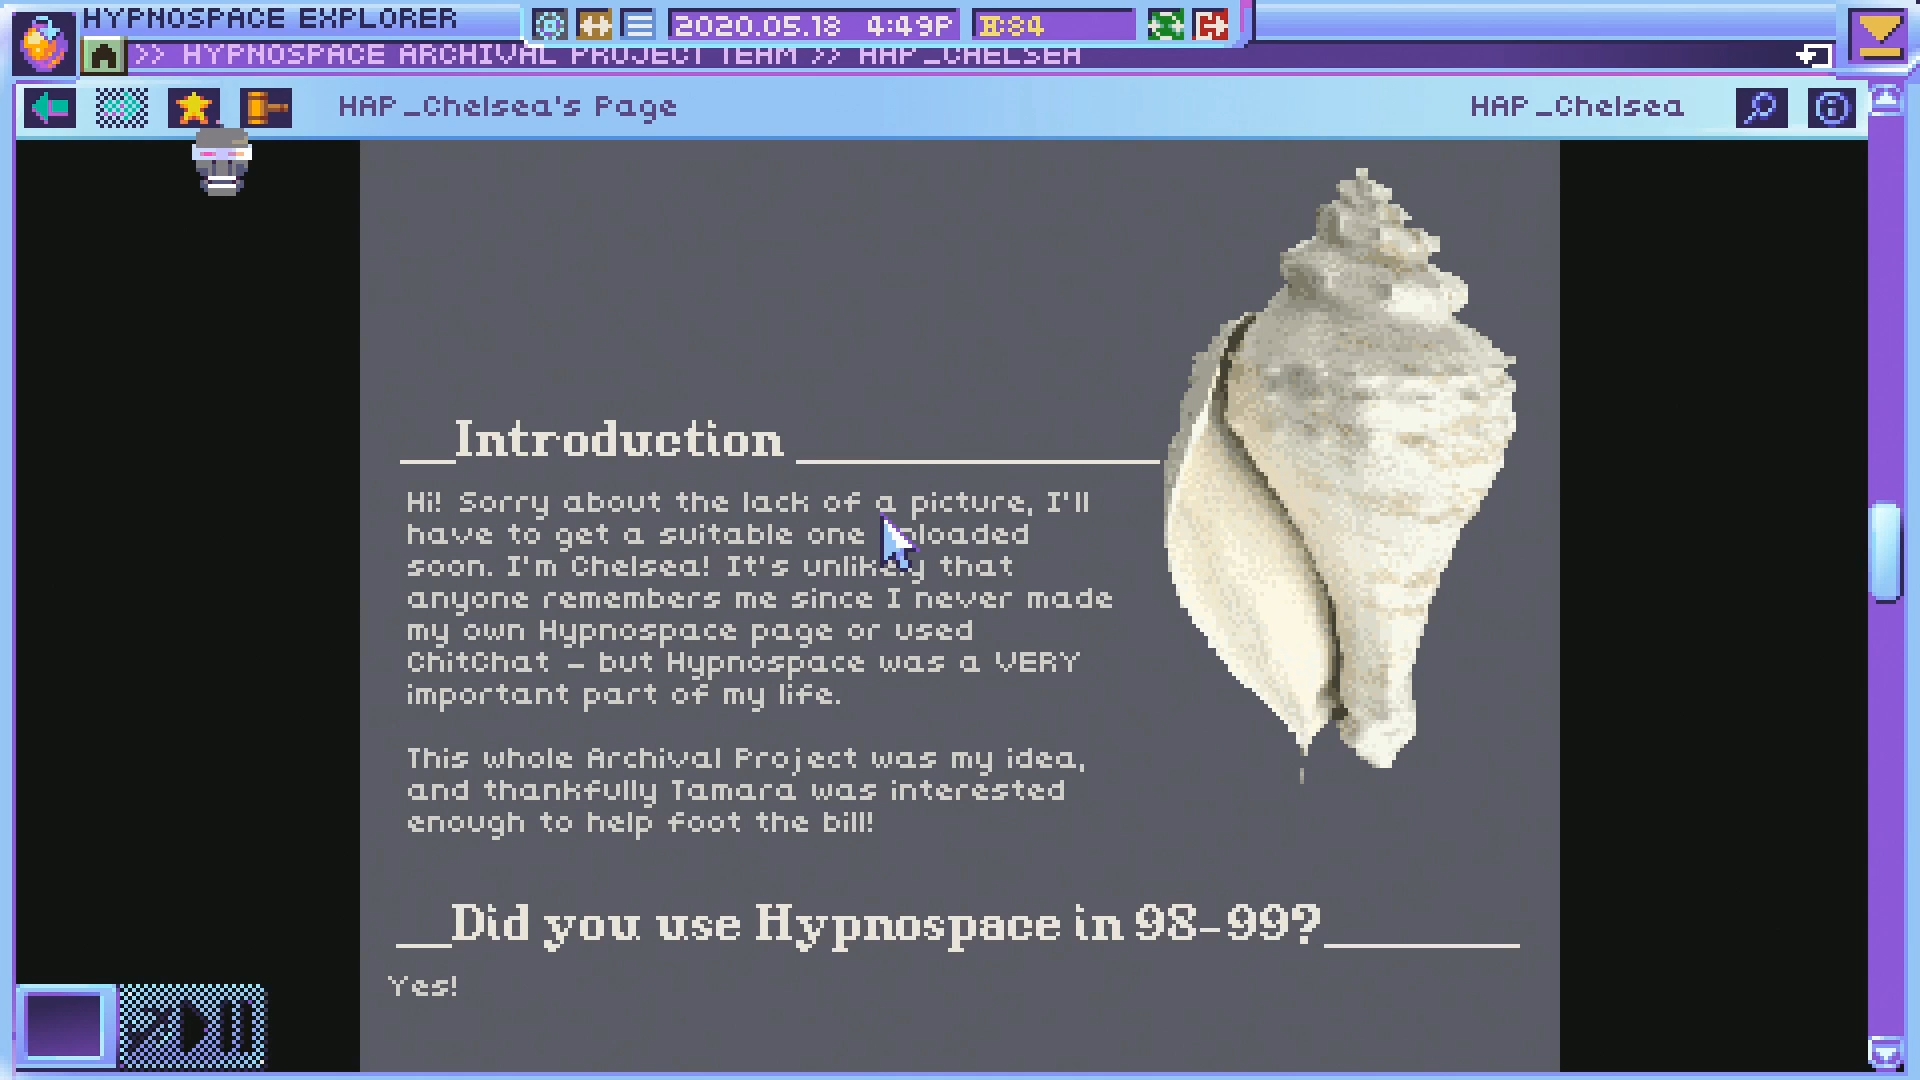 HYPNOSPACE EXPLORER
2020.05.18 4:49P
84
>> HYPNOSPACE ARCHIVAL PROJECT TEAM >> HAP_CHELSEA
HAP_Chelsea's Page
HAP_Chelsea
__Introduction ____________
Hi! Sorry about the lack of a picture, I'll
have to get a suitable one uploaded
soon. I'm Chelsea! It's unlikely that
anyone remembers me since I never made
my own Hypnospace page or used
ChitChat - but Hypnospace was a VERY
important part of my life.
This whole Archival Project was my idea,
and thankfully Tamara was interested
enough to help foot the bill!
__Did you use Hypnospace in 98-99?_______
Yes!